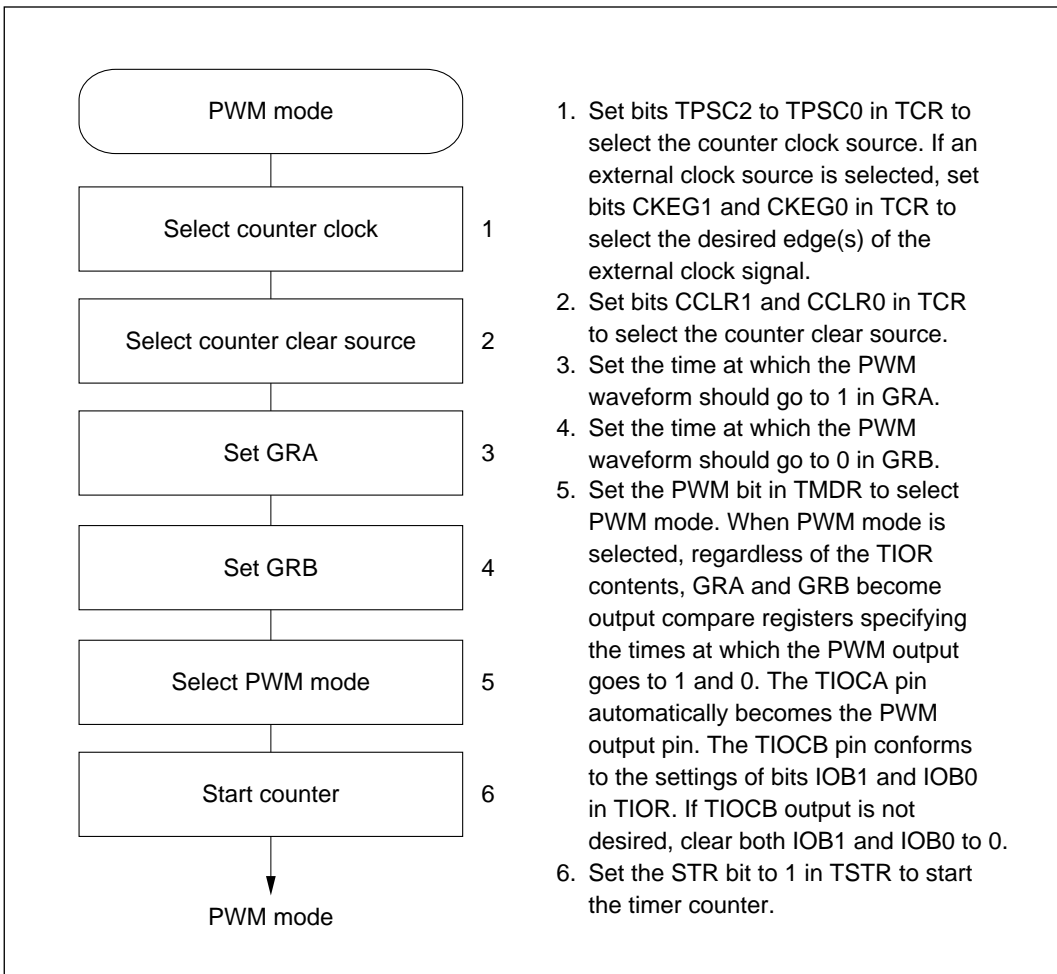 PWM mode
Select counter clock
1
Select counter clear source
2
Set GRA
3
Set GRB
4
Select PWM mode
5
Start counter
6
PWM mode
1. Set bits TPSC2 to TPSC0 in TCR to
select the counter clock source. If an
external clock source is selected, set
bits CKEG1 and CKEG0 in TCR to
select the desired edge(s) of the
external clock signal.
2. Set bits CCLR1 and CCLR0 in TCR
to select the counter clear source.
3. Set the time at which the PWM
waveform should go to 1 in GRA.
4. Set the time at which the PWM
waveform should go to 0 in GRB.
5. Set the PWM bit in TMDR to select
PWM mode. When PWM mode is
selected, regardless of the TIOR
contents, GRA and GRB become
output compare registers specifying
the times at which the PWM output
goes to 1 and 0. The TIOCA pin
automatically becomes the PWM
output pin. The TIOCB pin conforms
to the settings of bits IOB1 and IOB0
in TIOR. If TIOCB output is not
desired, clear both IOB1 and IOB0 to 0.
6. Set the STR bit to 1 in TSTR to start
the timer counter.